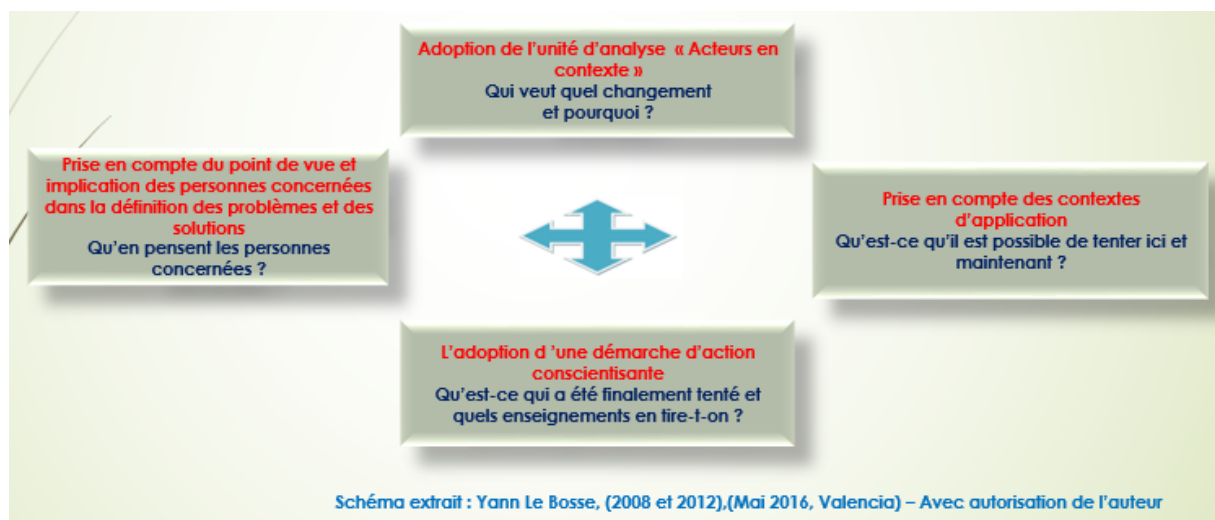 Adoption de l'unité d'analyse « Acteurs en
contexte »
Qui veut quel changement
et pourquoi ?
Prise en compte du point de vue et
implication des personnes concernées
dans la définition des problèmes et des
solutions
Qu'en pensent les personnes
concernées ?
Prise en compte des contextes
d'application
Qu'est-ce qu'il est possible de tenter ici et
maintenant ?
L'adoption d 'une démarche d'action
conscientisante
Qu'est-ce qui a été finalement tenté et
quels enseignements en tire-t-on ?
Schéma extrait : Yann Le Bosse, (2008 et 2012),(Mai 2016, Valencia) – Avec autorisation de l'auteur